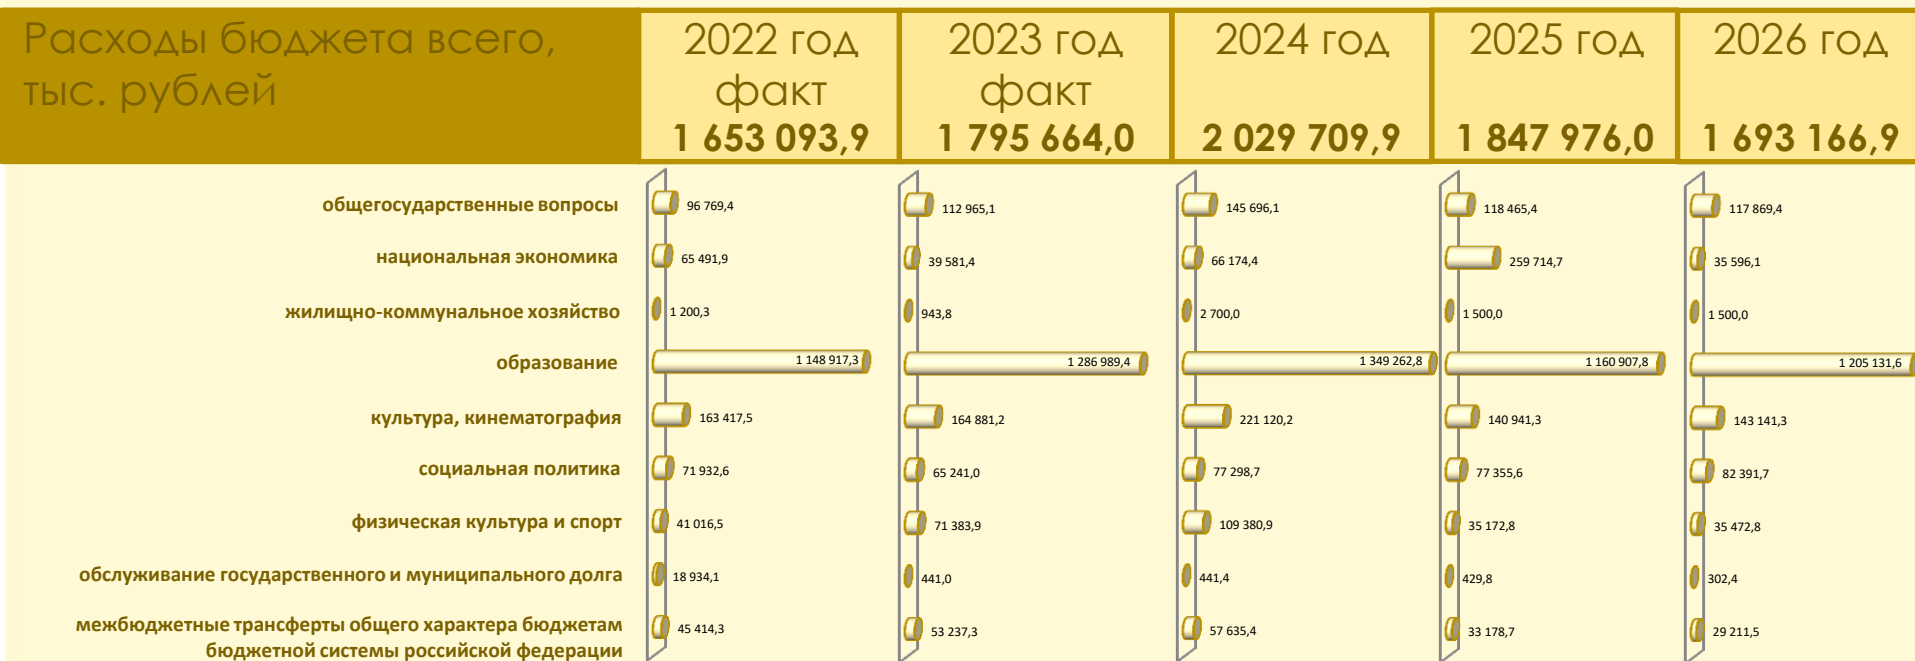 Расходы бюджета всего,
тыс. рублей
2022 год
факт
1 653 093,9
2023 год
факт
1 795 664,0
2024 год
2 029 709,9
2025 год
1 847 976,0
2026 год
1 693 166,9
общегосударственные вопросы 96 769,4 112 965,1 145 696,1 118 465,4 117 869,4
национальная экономика 65 491,9 39 581,4 66 174,4 259 714,7 35 596,1
жилищно-коммунальное хозяйство 1 200,3 943,8 2 700,0 1 500,0 1 500,0
образование 1 148 917,3 1 286 989,4 1 349 262,8 1 160 907,8 1 205 131,6
культура, кинематография 163 417,5 164 881,2 221 120,2 140 941,3 143 141,3
социальная политика 71 932,6 65 241,0 77 298,7 77 355,6 82 391,7
физическая культура и спорт 41 016,5 71 383,9 109 380,9 35 172,8 35 472,8
обслуживание государственного и муниципального долга 18 934,1 441,0 441,4 429,8 302,4
межбюджетные трансферты общего характера бюджетам
бюджетной системы российской федерации 45 414,3 53 237,3 57 635,4 33 178,7 29 211,5